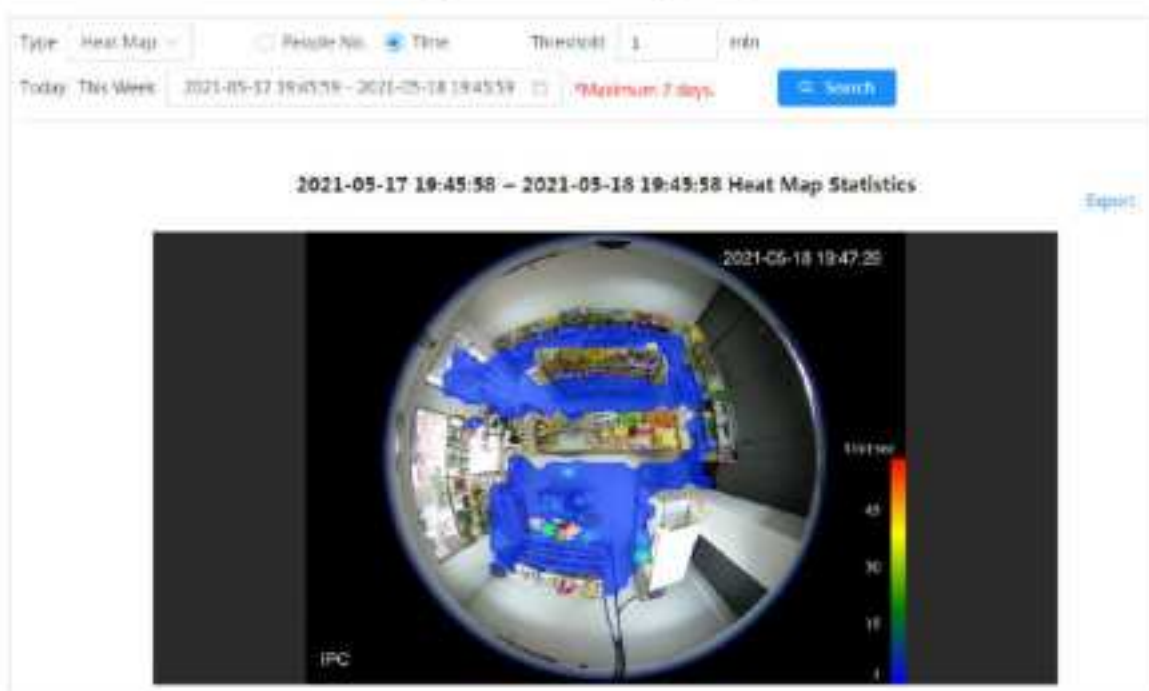 Type Heat Map People No. Time Threshold 1 min
Today This Week 2021-05-17 19:45:59 - 2021-05-18 19:45:59 *Maximum 7 days. Search
2021-05-17 19:45:58 ~ 2021-05-18 19:45:58 Heat Map Statistics
Export
2021-05-18 19:47:28
45
30
IPC
1